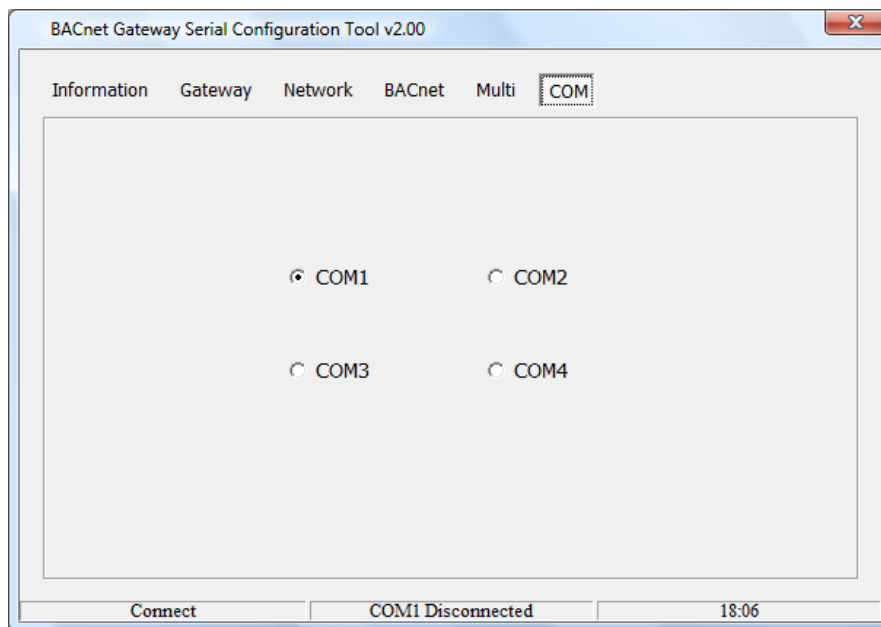 BACnet Gateway Serial Configuration Tool v2.00
Information Gateway Network BACnet Multi COM
COM1 COM2
COM3 COM4
Connect COM1 Disconnected 18:06